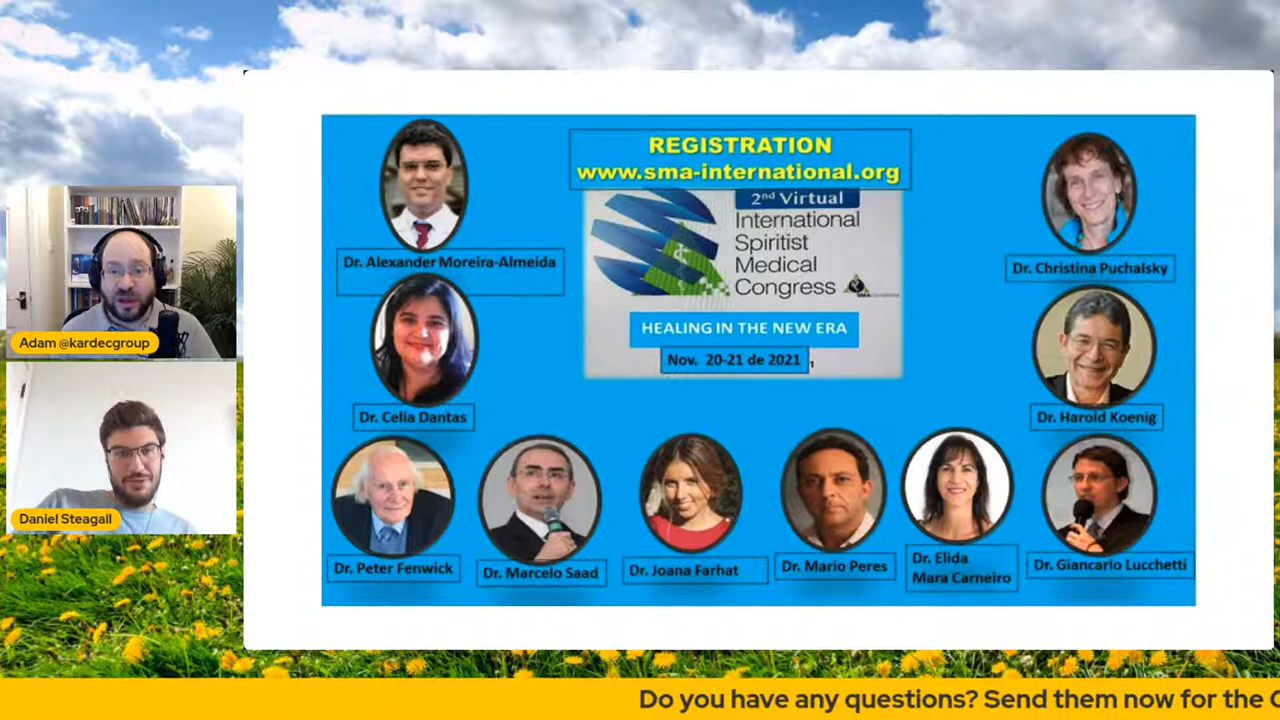 REGISTRATION
www.sma-international.org
2nd Virtual
International
Spiritist
Medical
Congress
HEALING IN THE NEW ERA
Nov. 20-21 de 2021
Dr. Alexander Moreira-Almeida
Dr. Christina Puchalsky
Dr. Celia Dantas
Dr. Harold Koenig
Dr. Peter Fenwick
Dr. Marcelo Saad
Dr. Joana Farhat
Dr. Mario Peres
Dr. Elida
Mara Carneiro
Dr. Giancarlo Lucchetti
Adam @kardecgroup
Daniel Steagall
Do you have any questions? Send them now for the